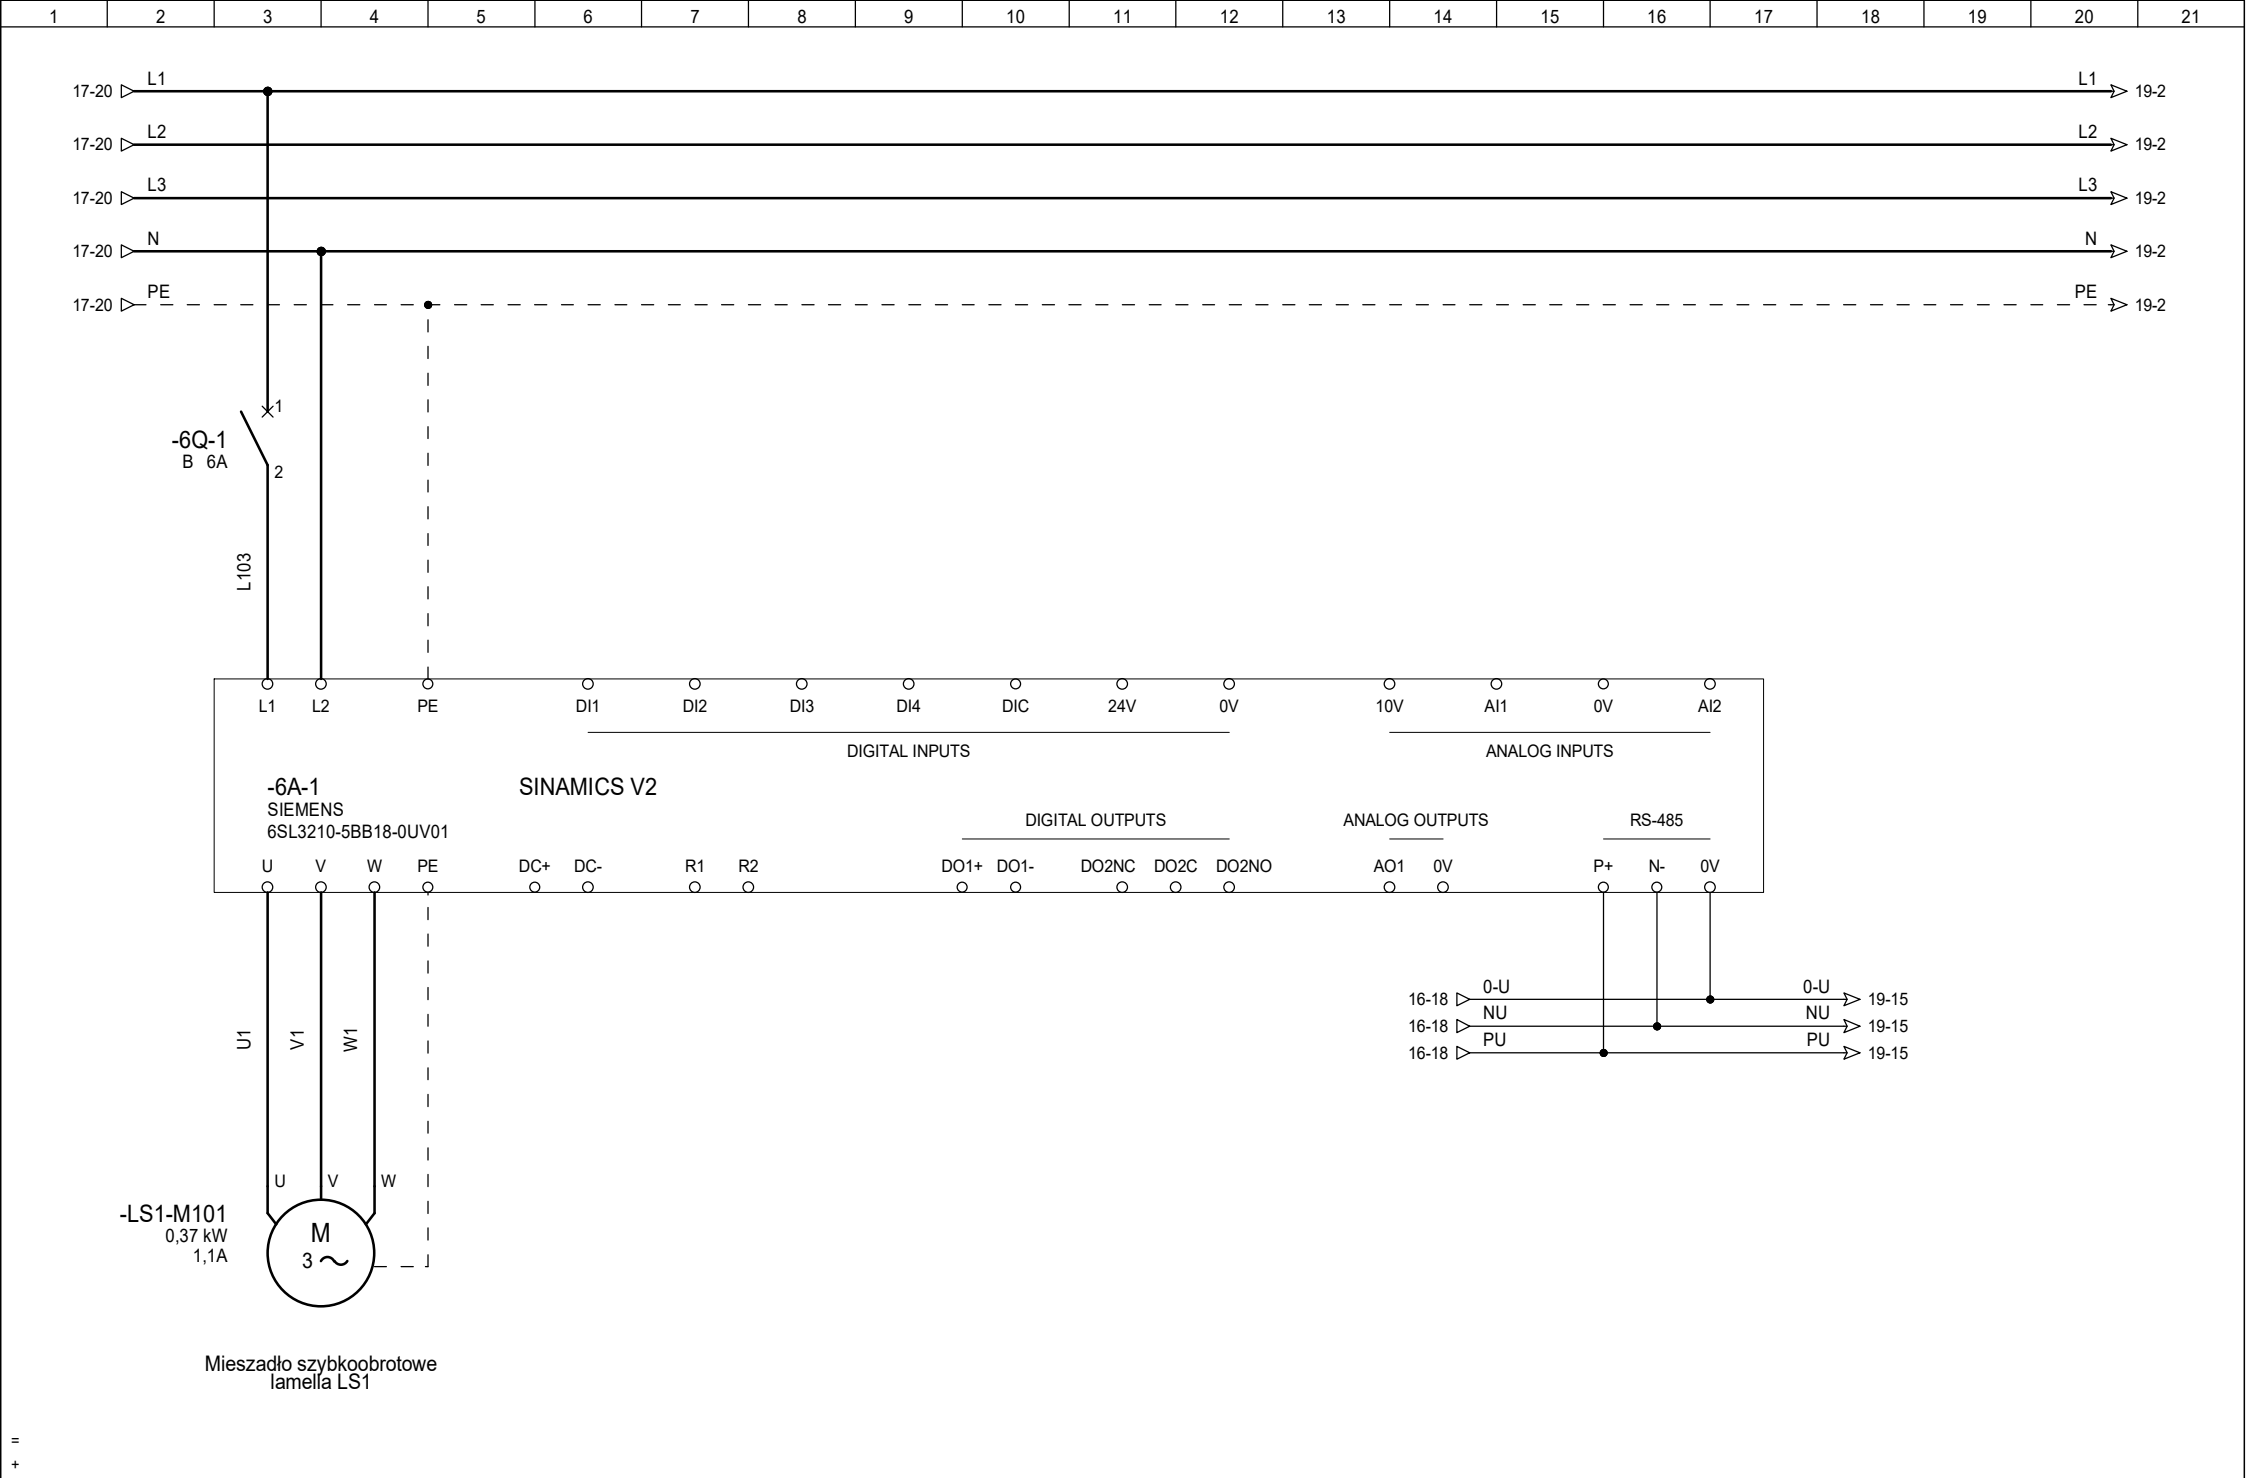 1 2 3 4 5 6 7 8 9 10 11 12 13 14 15 16 17 18 19 20 21
L1 L1
17-20 19-2
L2 L2
17-20 19-2
L3 L3
17-20 19-2
N N
17-20 19-2
PE PE
17-20 19-2
1
-6Q-1
B 6A
2
L103
L1 L2 PE DI1 DI2 DI3 DI4 DIC 24V 0V 10V AI1 0V AI2
DIGITAL INPUTS ANALOG INPUTS
-6A-1 SINAMICS V2
SIEMENS
6SL3210-5BB18-0UV01
DIGITAL OUTPUTS ANALOG OUTPUTS RS-485
U V W PE DC+ DC- R1 R2 DO1+ DO1- DO2NC DO2C DO2NO AO1 0V P+ N- 0V
0-U 0-U
16-18 19-15
NU NU
16-18 19-15
PU PU
16-18 19-15
U1 V1 W1
U V W
-LS1-M101
0,37 kW
1,1A
M
3
Mieszadło szybkoobrotowe
lamella LS1
=
+